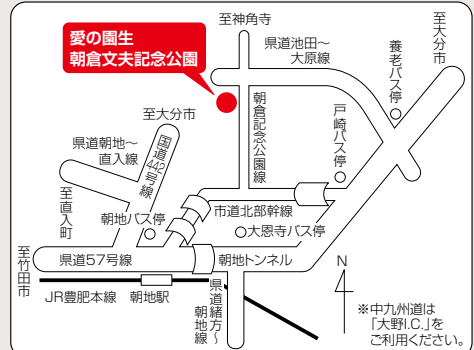 愛の園生
朝倉文夫記念公園
至神角寺
県道池田〜
大原線
養老バス停
至大分市
至大分市
県道朝地〜
直入線
国道442号線
朝倉記念公園線
戸崎バス停
至直入町
朝地バス停
市道北部幹線
大恩寺バス停
至竹田市
県道57号線
朝地トンネル
JR豊肥本線
朝地駅
県道緒方〜
朝地線
N
※中九州道は
「大野I.C.」を
ご利用ください。